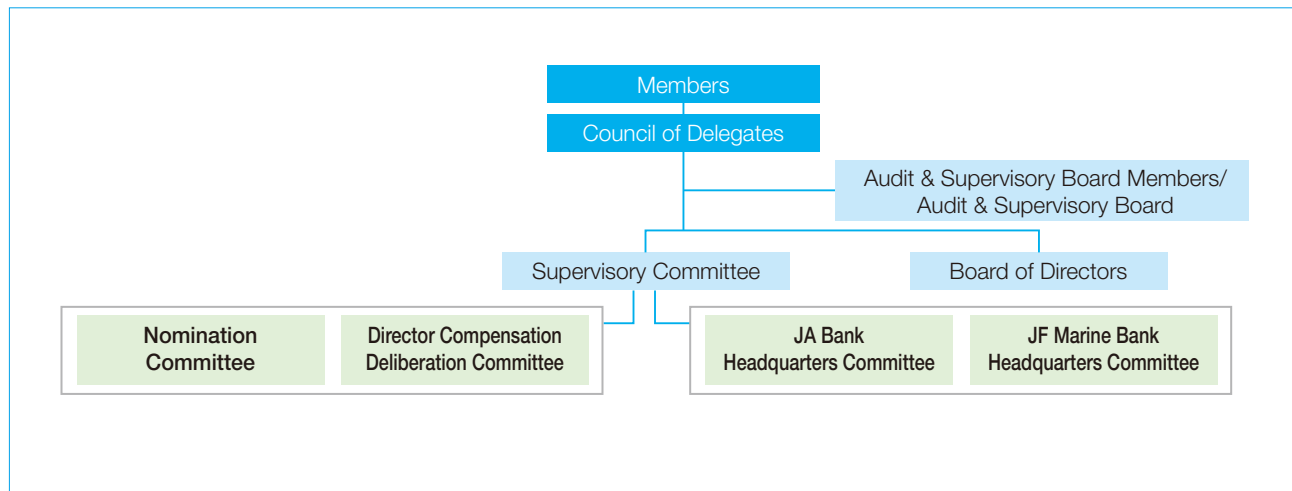 Members
Council of Delegates
Audit & Supervisory Board Members/
Audit & Supervisory Board
Supervisory Committee
Board of Directors
Nomination
Committee
Director Compensation
Deliberation Committee
JA Bank
Headquarters Committee
JF Marine Bank
Headquarters Committee